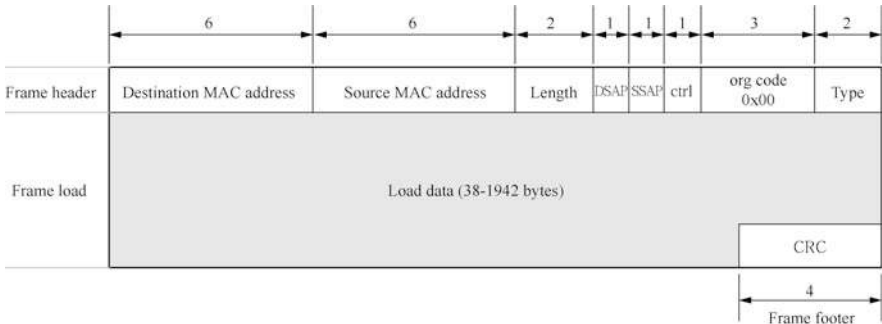 6 6 2 1 1 1 3 2
Frame header Destination MAC address Source MAC address Length DSAP SSAP ctrl org code 0x00 Type
Frame load Load data (38-1942 bytes)
CRC
4
Frame footer